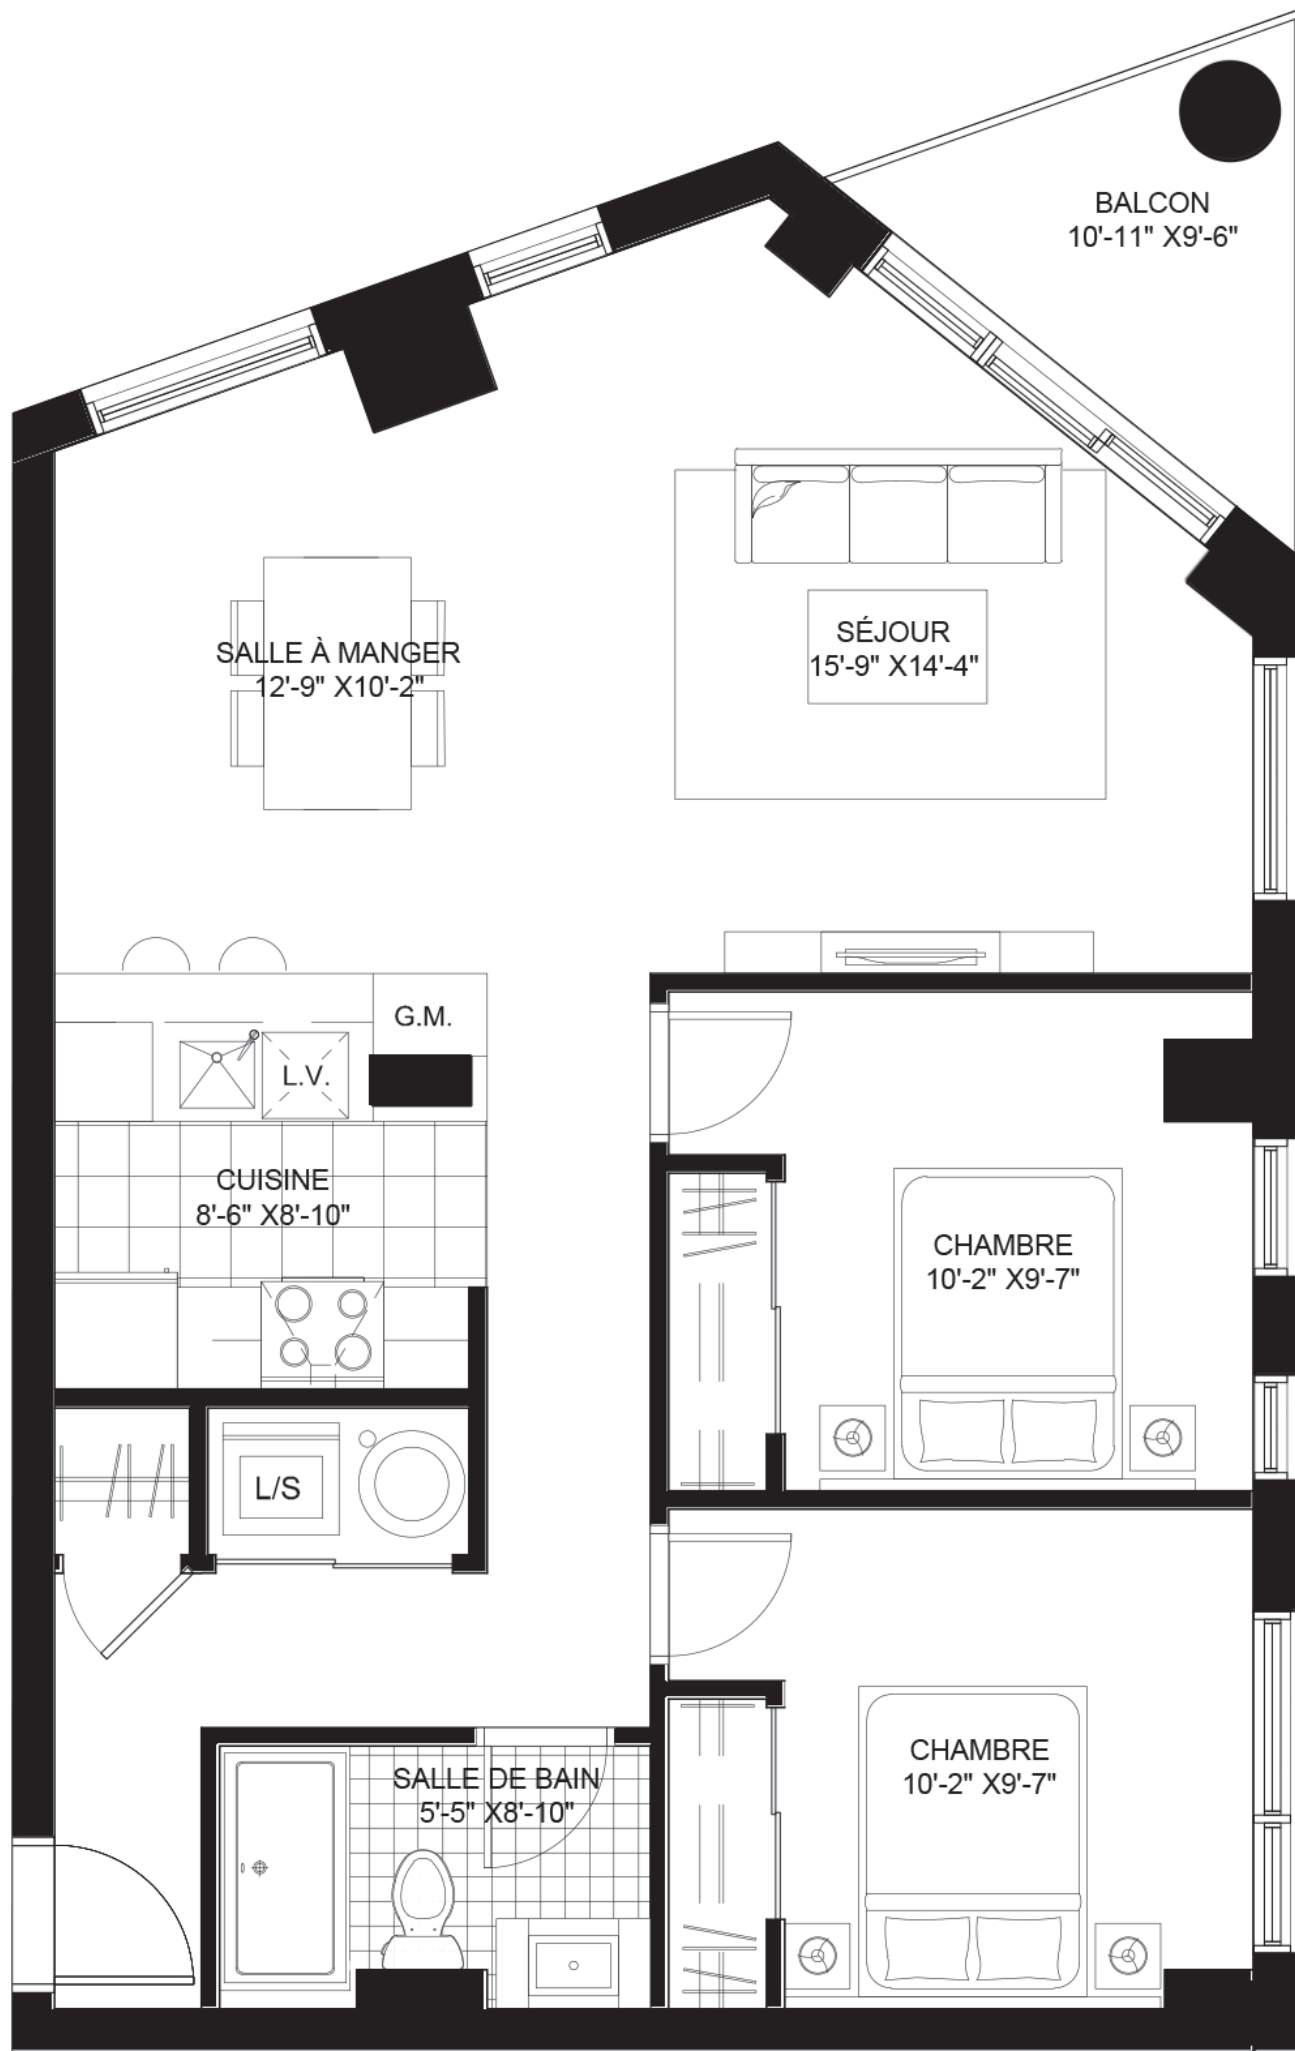 BALCON
10'-11" X9'-6"
SALLE À MANGER
12'-9" X10'-2"
SÉJOUR
15'-9" X14'-4"
G.M.
L.V.
CUISINE
8'-6" X8'-10"
CHAMBRE
10'-2" X9'-7"
L/S
SALLE DE BAIN
5'-5" X8'-10"
CHAMBRE
10'-2" X9'-7"